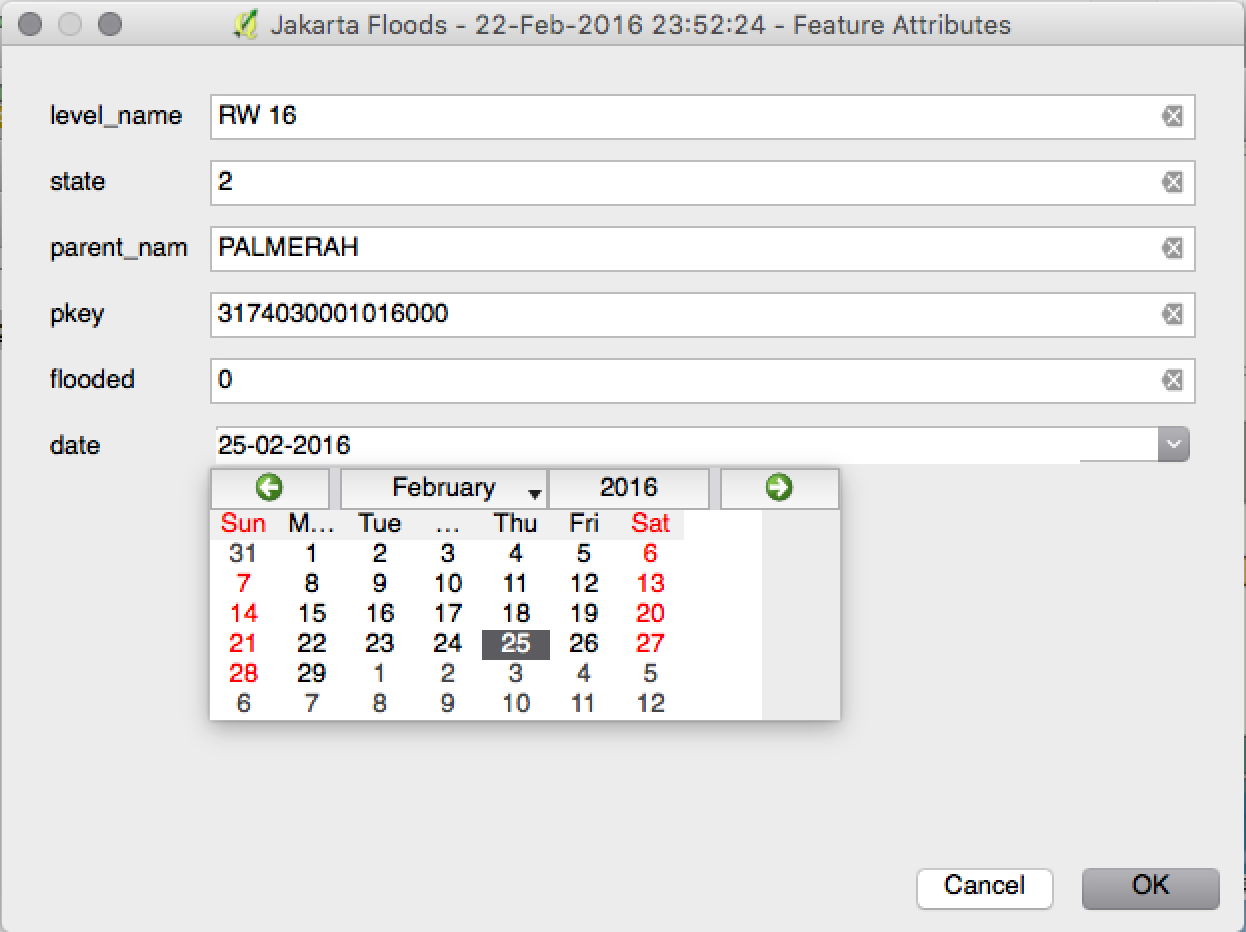 Jakarta Floods - 22-Feb-2016 23:52:24 - Feature Attributes
level_name RW 16
state 2
parent_nam PALMERAH
pkey 3174030001016000
flooded 0
date 25-02-2016
February 2016
Sun M... Tue ... Thu Fri Sat
31 1 2 3 4 5 6
7 8 9 10 11 12 13
14 15 16 17 18 19 20
21 22 23 24 25 26 27
28 29 1 2 3 4 5
6 7 8 9 10 11 12
Cancel OK